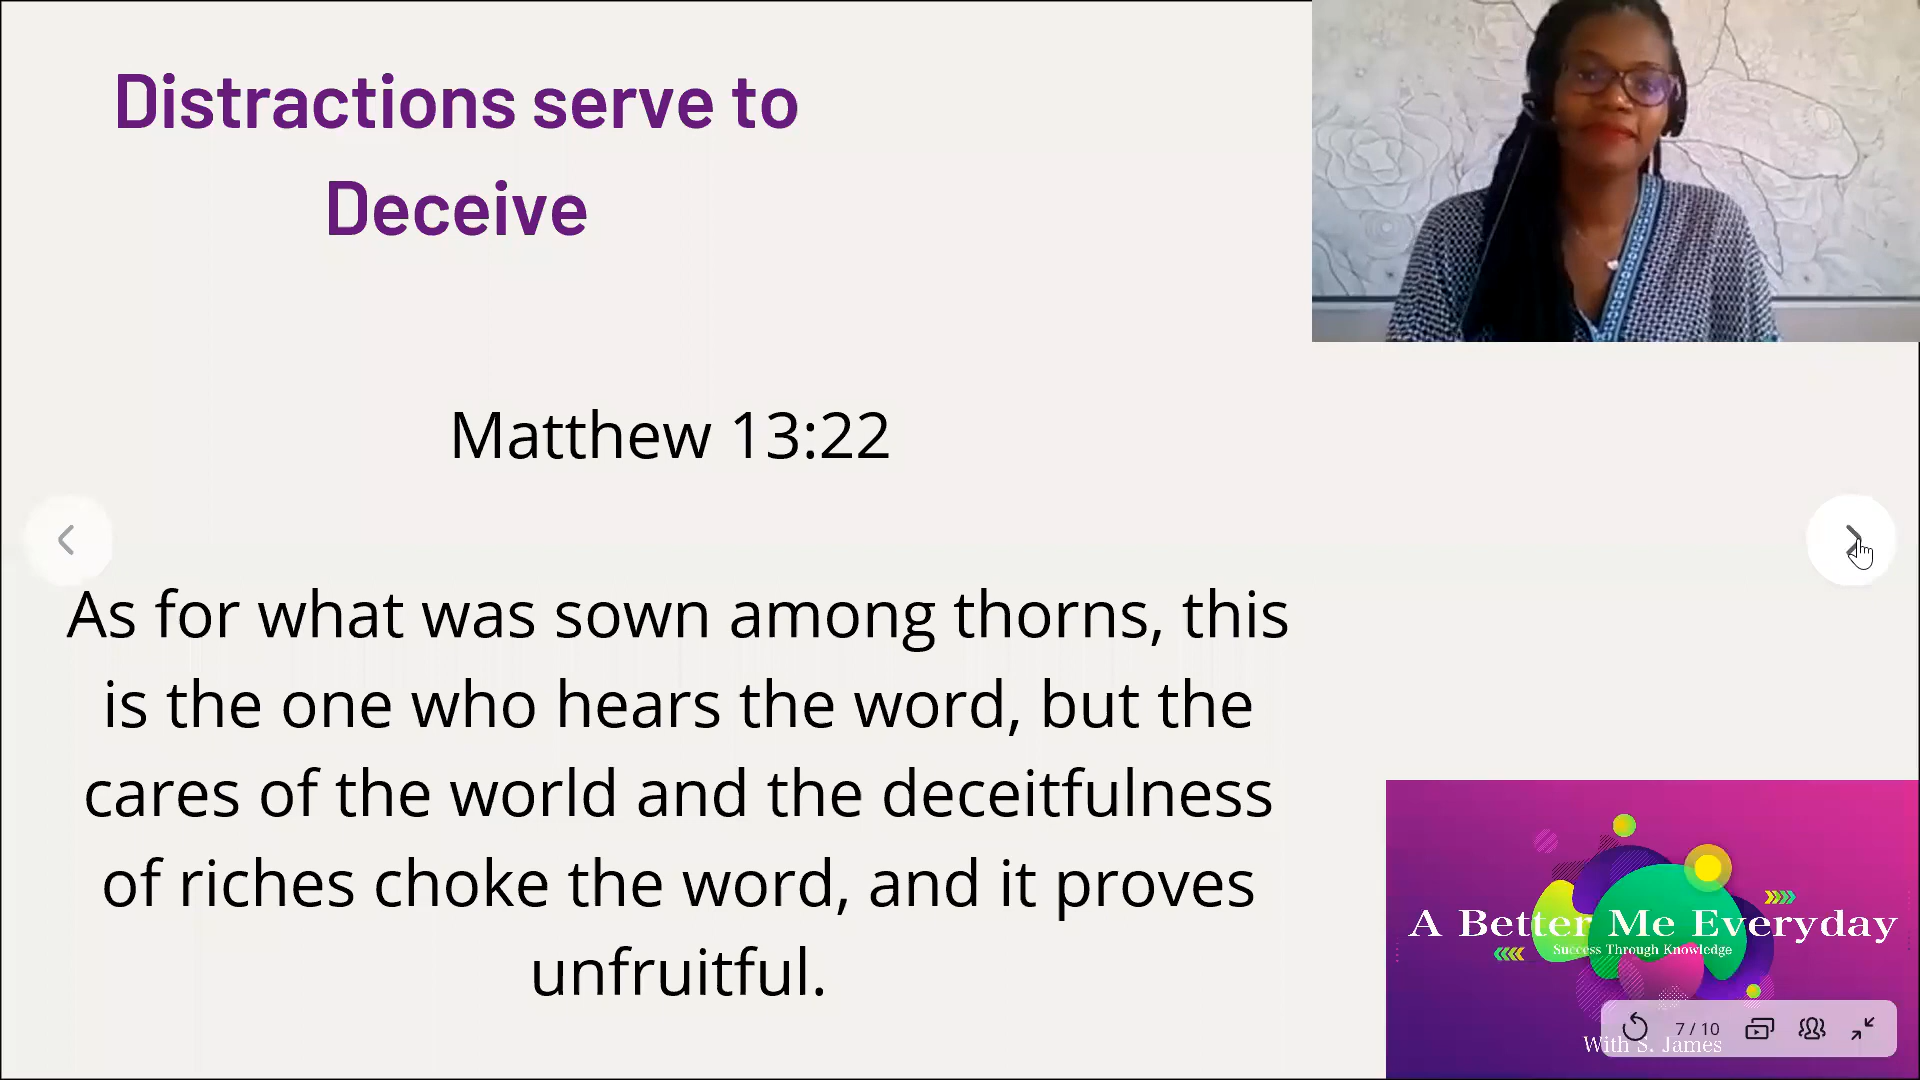 Distractions serve to
Deceive
Matthew 13:22
As for what was sown among thorns, this
is the one who hears the word, but the
cares of the world and the deceitfulness
of riches choke the word, and it proves
unfruitful.
A Better Me Everyday
Success Through Knowledge
7 / 10
With S. James